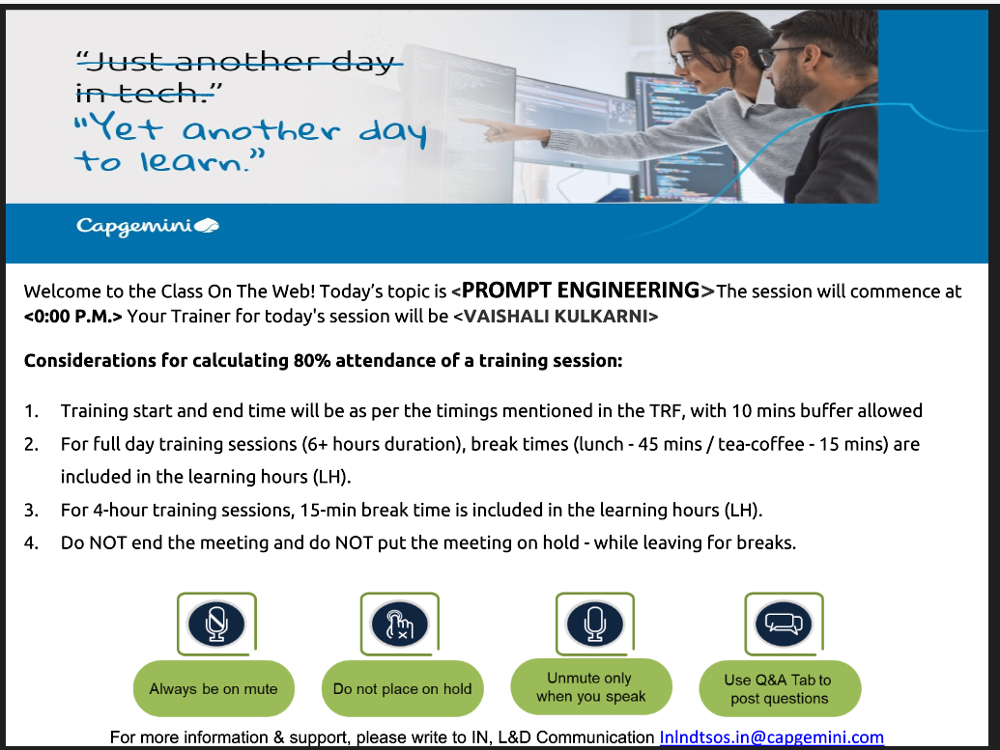 “Just another day
in tech.”
“Yet another day
to learn.”
Capgemini
Welcome to the Class On The Web! Today’s topic is <PROMPT ENGINEERING>The session will commence at
<0:00 P.M.> Your Trainer for today's session will be <VAISHALI KULKARNI>
Considerations for calculating 80% attendance of a training session:
1. Training start and end time will be as per the timings mentioned in the TRF, with 10 mins buffer allowed
2. For full day training sessions (6+ hours duration), break times (lunch - 45 mins / tea-coffee - 15 mins) are
included in the learning hours (LH).
3. For 4-hour training sessions, 15-min break time is included in the learning hours (LH).
4. Do NOT end the meeting and do NOT put the meeting on hold - while leaving for breaks.
Always be on mute
Do not place on hold
Unmute only
when you speak
Use Q&A Tab to
post questions
For more information & support, please write to IN, L&D Communication Inlndtsos.in@capgemini.com